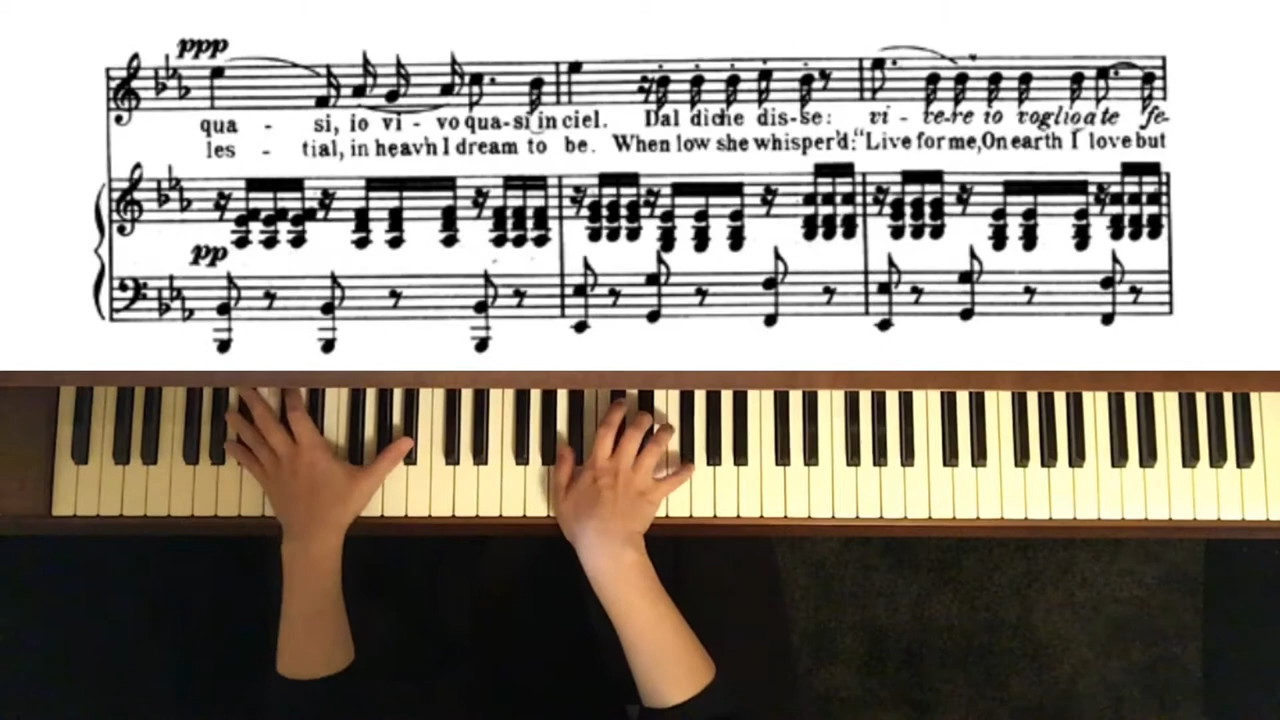 ppp
qua - si, io vi - vo qua-si in ciel. Dal dì che dis-se: vi - ve-re io voglio a te fe-
les - tial, in heav'n I dream to be. When low she whisper'd: "Live for me, On earth I love but
pp